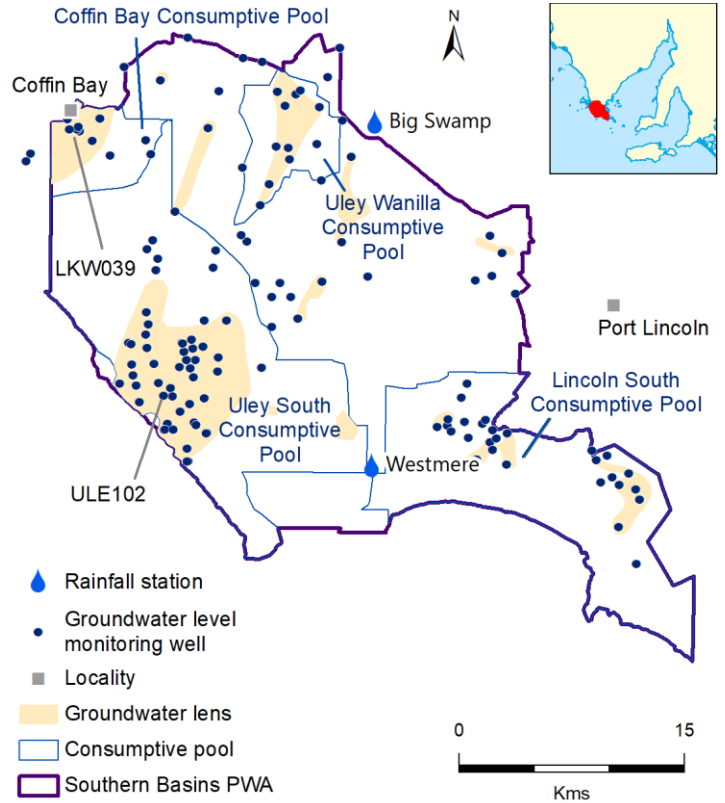 Coffin Bay Consumptive Pool
N
Coffin Bay
Big Swamp
Uley Wanilla
Consumptive
Pool
LKW039
Port Lincoln
Lincoln South
Consumptive Pool
Uley South
Consumptive
Pool
Westmere
ULE102
Rainfall station
Groundwater level
monitoring well
Locality
Groundwater lens
Consumptive pool
Southern Basins PWA
0 15
Kms